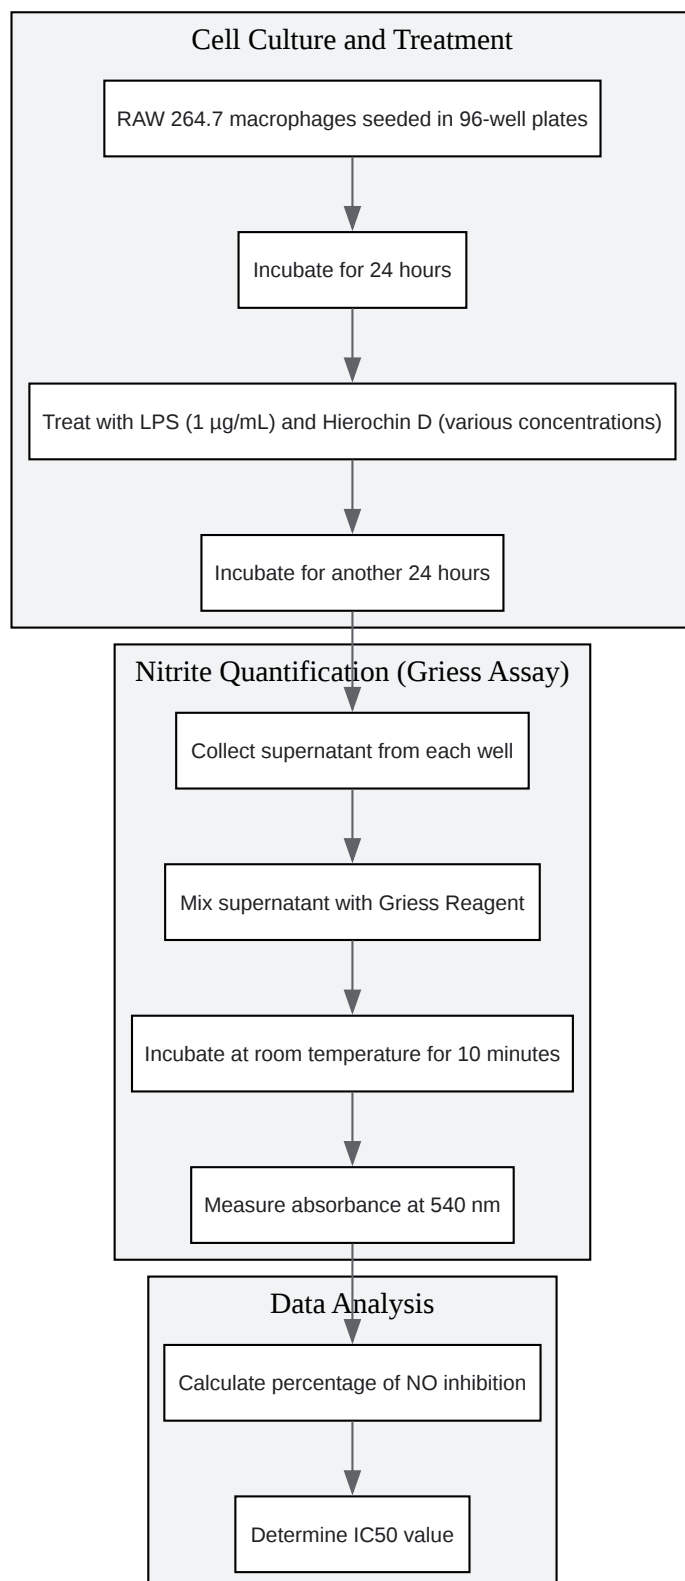 Cell Culture and Treatment
RAW 264.7 macrophages seeded in 96-well plates
Incubate for 24 hours
Treat with LPS (1 µg/mL) and Hierochin D (various concentrations)
Incubate for another 24 hours
Nitrite Quantification (Griess Assay)
Collect supernatant from each well
Mix supernatant with Griess Reagent
Incubate at room temperature for 10 minutes
Measure absorbance at 540 nm
Data Analysis
Calculate percentage of NO inhibition
Determine IC50 value